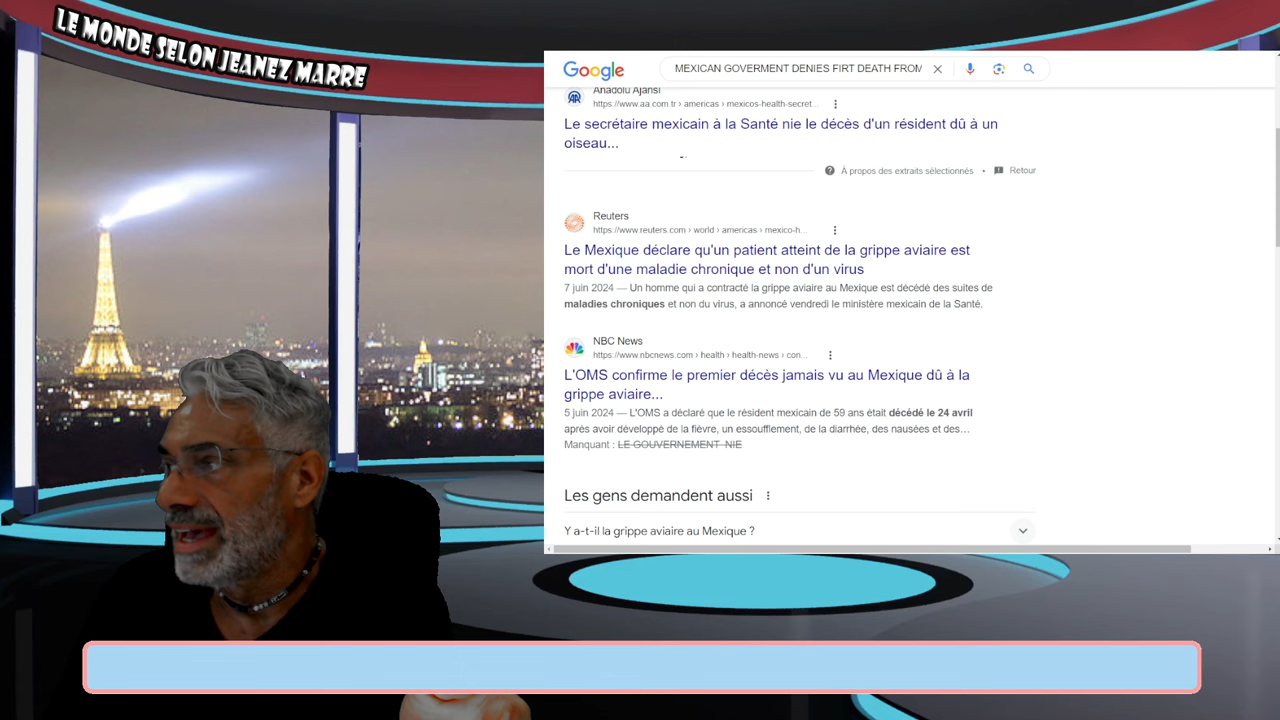 LE MONDE SELON JEANEZ MARRE
Google
MEXICAN GOVERMENT DENIES FIRT DEATH FROM
Anadolu Ajansi
https://www.aa.com.tr › americas › mexicos-health-secret...
Le secrétaire mexicain à la Santé nie le décès d'un résident dû à un
oiseau...
À propos des extraits sélectionnés • Retour
Reuters
https://www.reuters.com › world › americas › mexico-h...
Le Mexique déclare qu'un patient atteint de la grippe aviaire est
mort d'une maladie chronique et non d'un virus
7 juin 2024 — Un homme qui a contracté la grippe aviaire au Mexique est décédé des suites de
maladies chroniques et non du virus, a annoncé vendredi le ministère mexicain de la Santé.
NBC News
https://www.nbcnews.com › health › health-news › con...
L'OMS confirme le premier décès jamais vu au Mexique dû à la
grippe aviaire...
5 juin 2024 — L'OMS a déclaré que le résident mexicain de 59 ans était décédé le 24 avril
après avoir développé de la fièvre, un essoufflement, de la diarrhée, des nausées et des...
Manquant : LE GOUVERNEMENT NIE
Les gens demandent aussi
Y a-t-il la grippe aviaire au Mexique ?